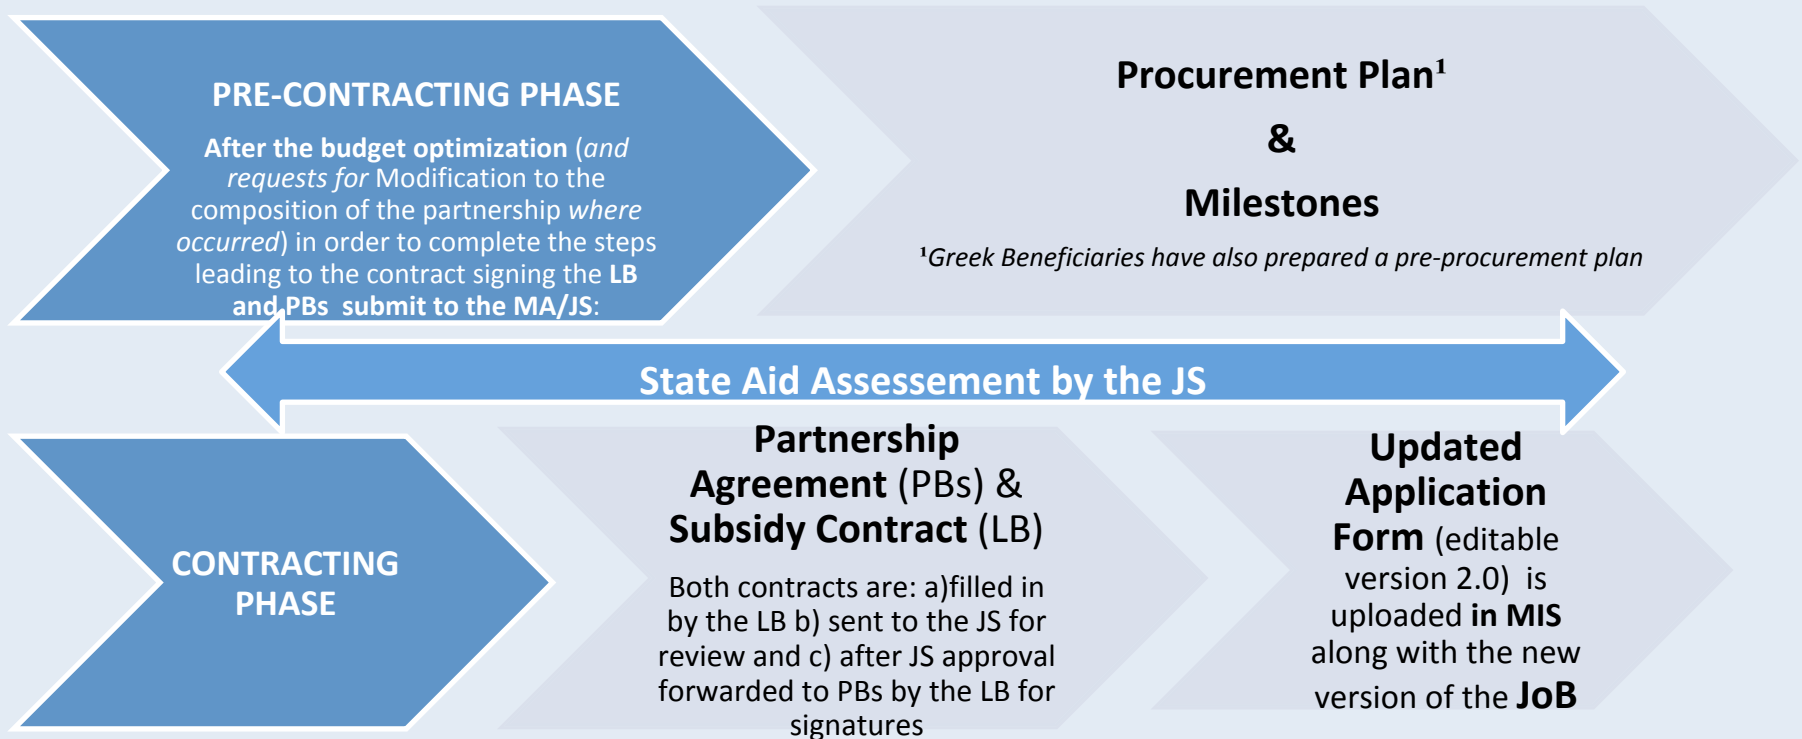 PRE-CONTRACTING PHASE
After the budget optimization (and
requests for Modification to the
composition of the partnership where
occurred) in order to complete the steps
leading to the contract signing the LB
and PBs  submit to the MA/JS:
Procurement Plan¹
&
Milestones
¹Greek Beneficiaries have also prepared a pre-procurement plan
State Aid Assessement by the JS
CONTRACTING
PHASE
Partnership
Agreement (PBs) &
Subsidy Contract (LB)
Both contracts are: a)filled in
by the LB b) sent to the JS for
review and c) after JS approval
forwarded to PBs by the LB for
signatures
Updated
Application
Form (editable
version 2.0)  is
uploaded in MIS
along with the new
version of the JoB